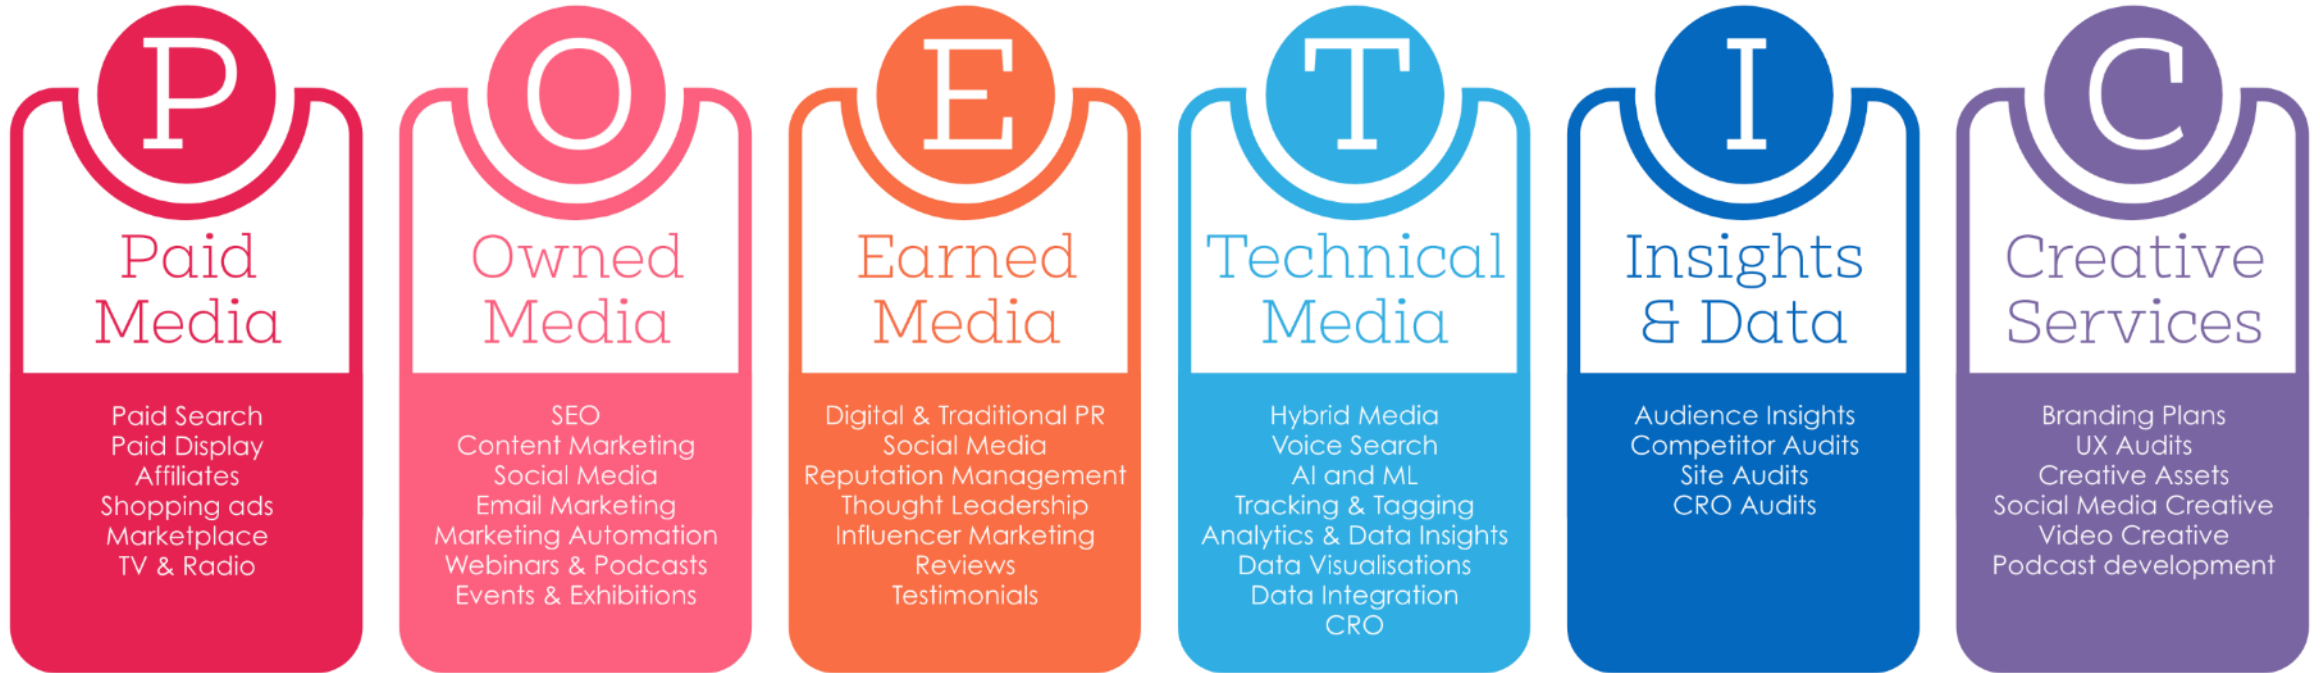 P
Paid
Media
Paid Search
Paid Display
Affiliates
Shopping ads
Marketplace
TV & Radio
O
Owned
Media
SEO
Content Marketing
Social Media
Email Marketing
Marketing Automation
Webinars & Podcasts
Events & Exhibitions
E
Earned
Media
Digital & Traditional PR
Social Media
Reputation Management
Thought Leadership
Influencer Marketing
Reviews
Testimonials
T
Technical
Media
Hybrid Media
Voice Search
AI and ML
Tracking & Tagging
Analytics & Data Insights
Data Visualisations
Data Integration
CRO
I
Insights
& Data
Audience Insights
Competitor Audits
Site Audits
CRO Audits
C
Creative
Services
Branding Plans
UX Audits
Creative Assets
Social Media Creative
Video Creative
Podcast development